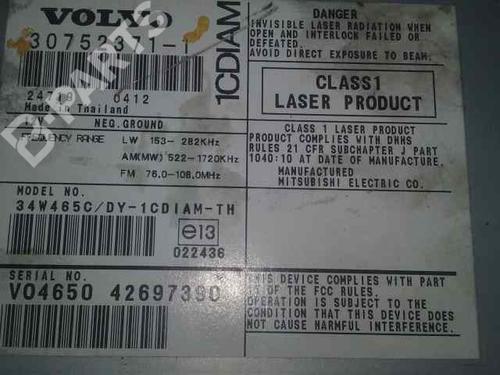 VOLVO
30752371-1
0412
Made in Thailand
NEG.GROUND
FREQUENCY RANGE LW 153- 282KHz
AM(MW) 522-1720KHz
FM 76.0-108.0MHz
MODEL NO.
34W465C/DY-1CDIAM-TH
e13
022436
SERIAL NO.
VO4650 42697390
1CDIAM
DANGER
INVISIBLE LASER RADIATION WHEN
OPEN AND INTERLOCK FAILED OR
DEFEATED.
AVOID DIRECT EXPOSURE TO BEAM.
CLASS1
LASER PRODUCT
CLASS 1 LASER PRODUCT
PRODUCT COMPLIES WITH DHHS
RULES 21 CFR SUBCHAPTER J PART
1040:10 AT DATE OF MANUFACTURE.
MANUFACTURED
MITSUBISHI ELECTRIC CO.
THIS DEVICE COMPLIES WITH PART
15 OF THE FCC RULES.
OPERATION IS SUBJECT TO THE
CONDITION THAT THIS DEVICE DOES
NOT CAUSE HARMFUL INTERFERENCE.
B-PARTS